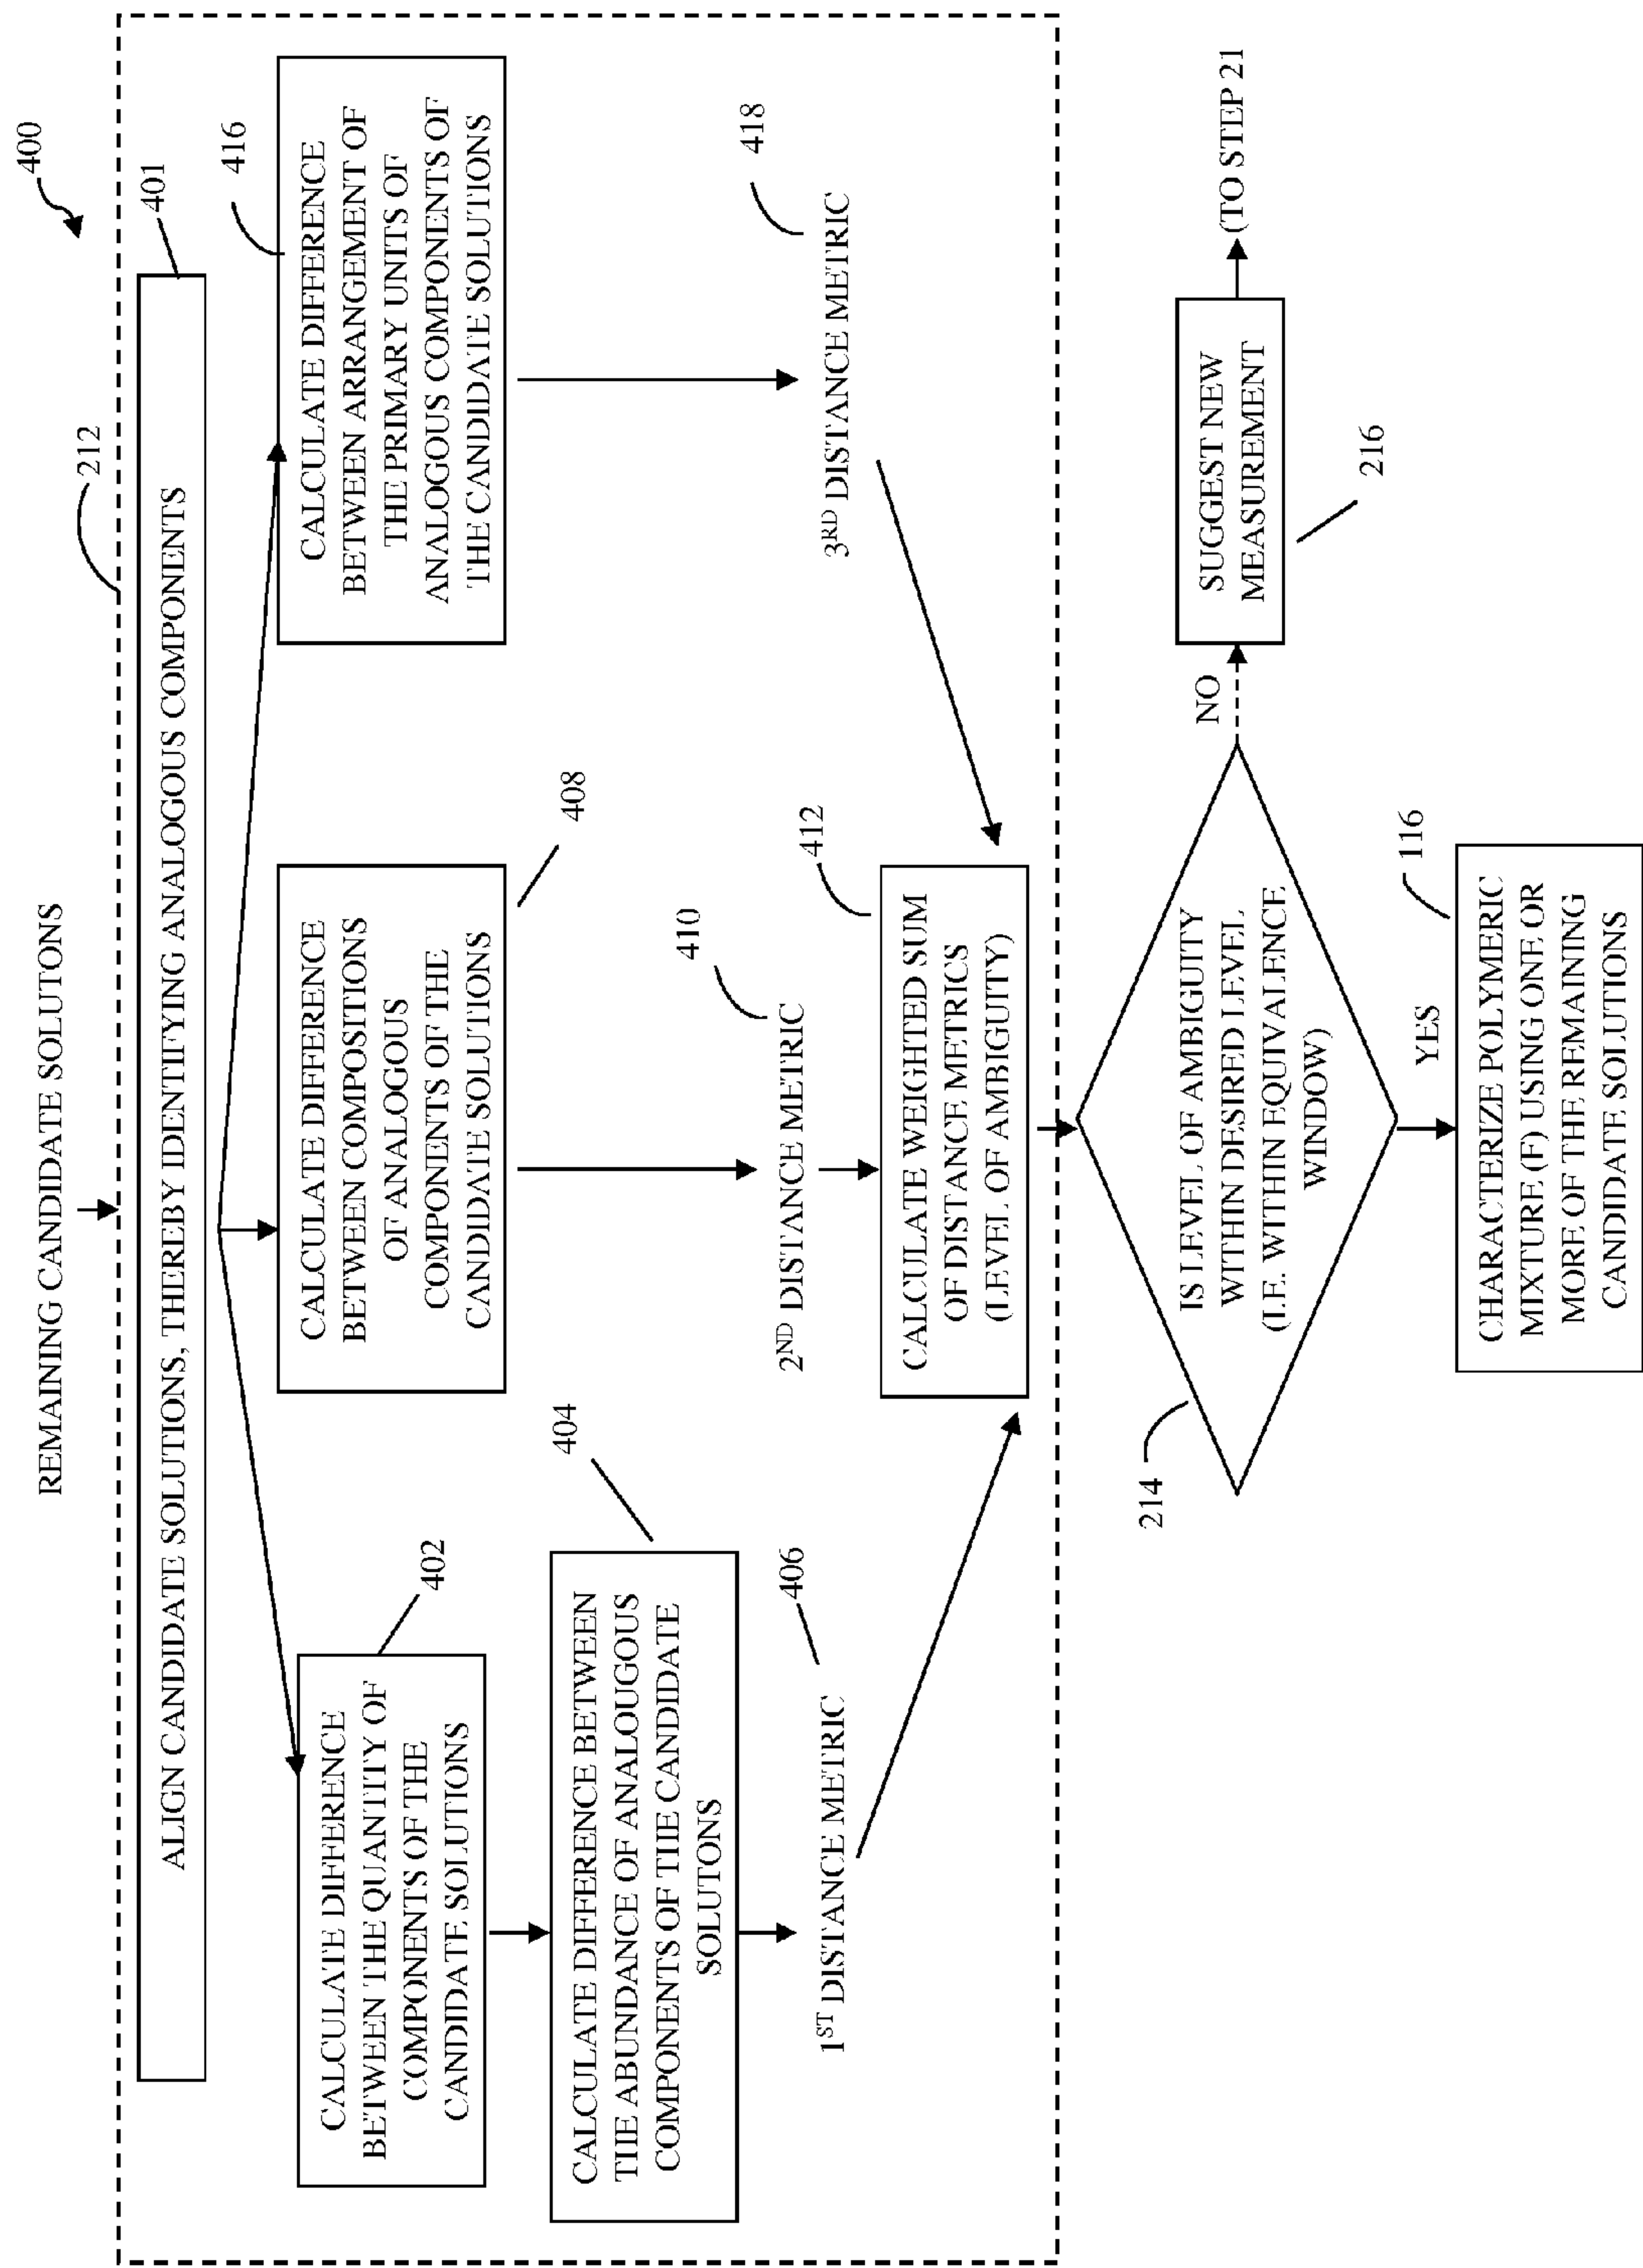 400
REMAINING CANDIDATE SOLUTONS
212
401
ALIGN CANDIDATE SOLUTIONS, THEREBY IDENTIFYING ANALOGOUS COMPONENTS
402
CALCULATE DIFFERENCE
BETWEEN THE QUANTITY OF
COMPONENTS OF THE
CANDIDATE SOLUTIONS
404
CALCULATE DIFFERENCE BETWEEN
THE ABUNDANCE OF ANALOUGOUS
COMPONENTS OF THE CANDIDATE
SOLUTONS
406
1ST DISTANCE METRIC
CALCULATE DIFFERENCE
BETWEEN COMPOSITIONS
OF ANALOGOUS
COMPONENTS OF THE
CANDIDATE SOLUTIONS
408
410
2ND DISTANCE METRIC
416
CALCULATE DIFFERENCE
BETWEEN ARRANGEMENT OF
THE PRIMARY UNITS OF
ANALOGOUS COMPONENTS OF
THE CANDIDATE SOLUTIONS
418
3RD DISTANCE METRIC
412
CALCULATE WEIGHTED SUM
OF DISTANCE METRICS
(LEVEL OF AMBIGUITY)
214
IS LEVEL OF AMBIGUITY
WITHIN DESIRED LEVEL
(I.E. WITHIN EQUIVALENCE
WINDOW)
NO
SUGGEST NEW
MEASUREMENT
216
(TO STEP 21
YES
116
CHARACTERIZE POLYMERIC
MIXTURE (F) USING ONE OR
MORE OF THE REMAINING
CANDIDATE SOLUTIONS